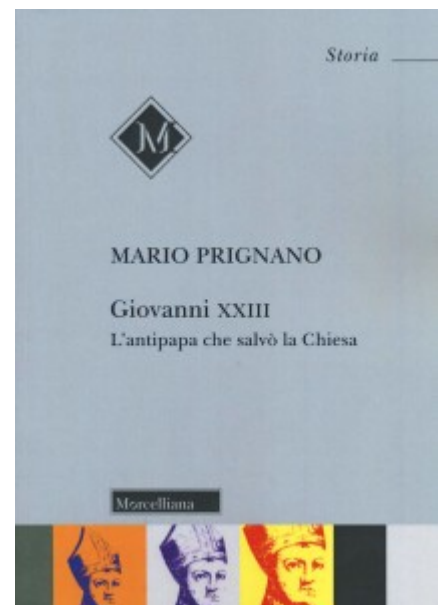 Storia
M
MARIO PRIGNANO
Giovanni XXIII
L'antipapa che salvò la Chiesa
Morcelliana